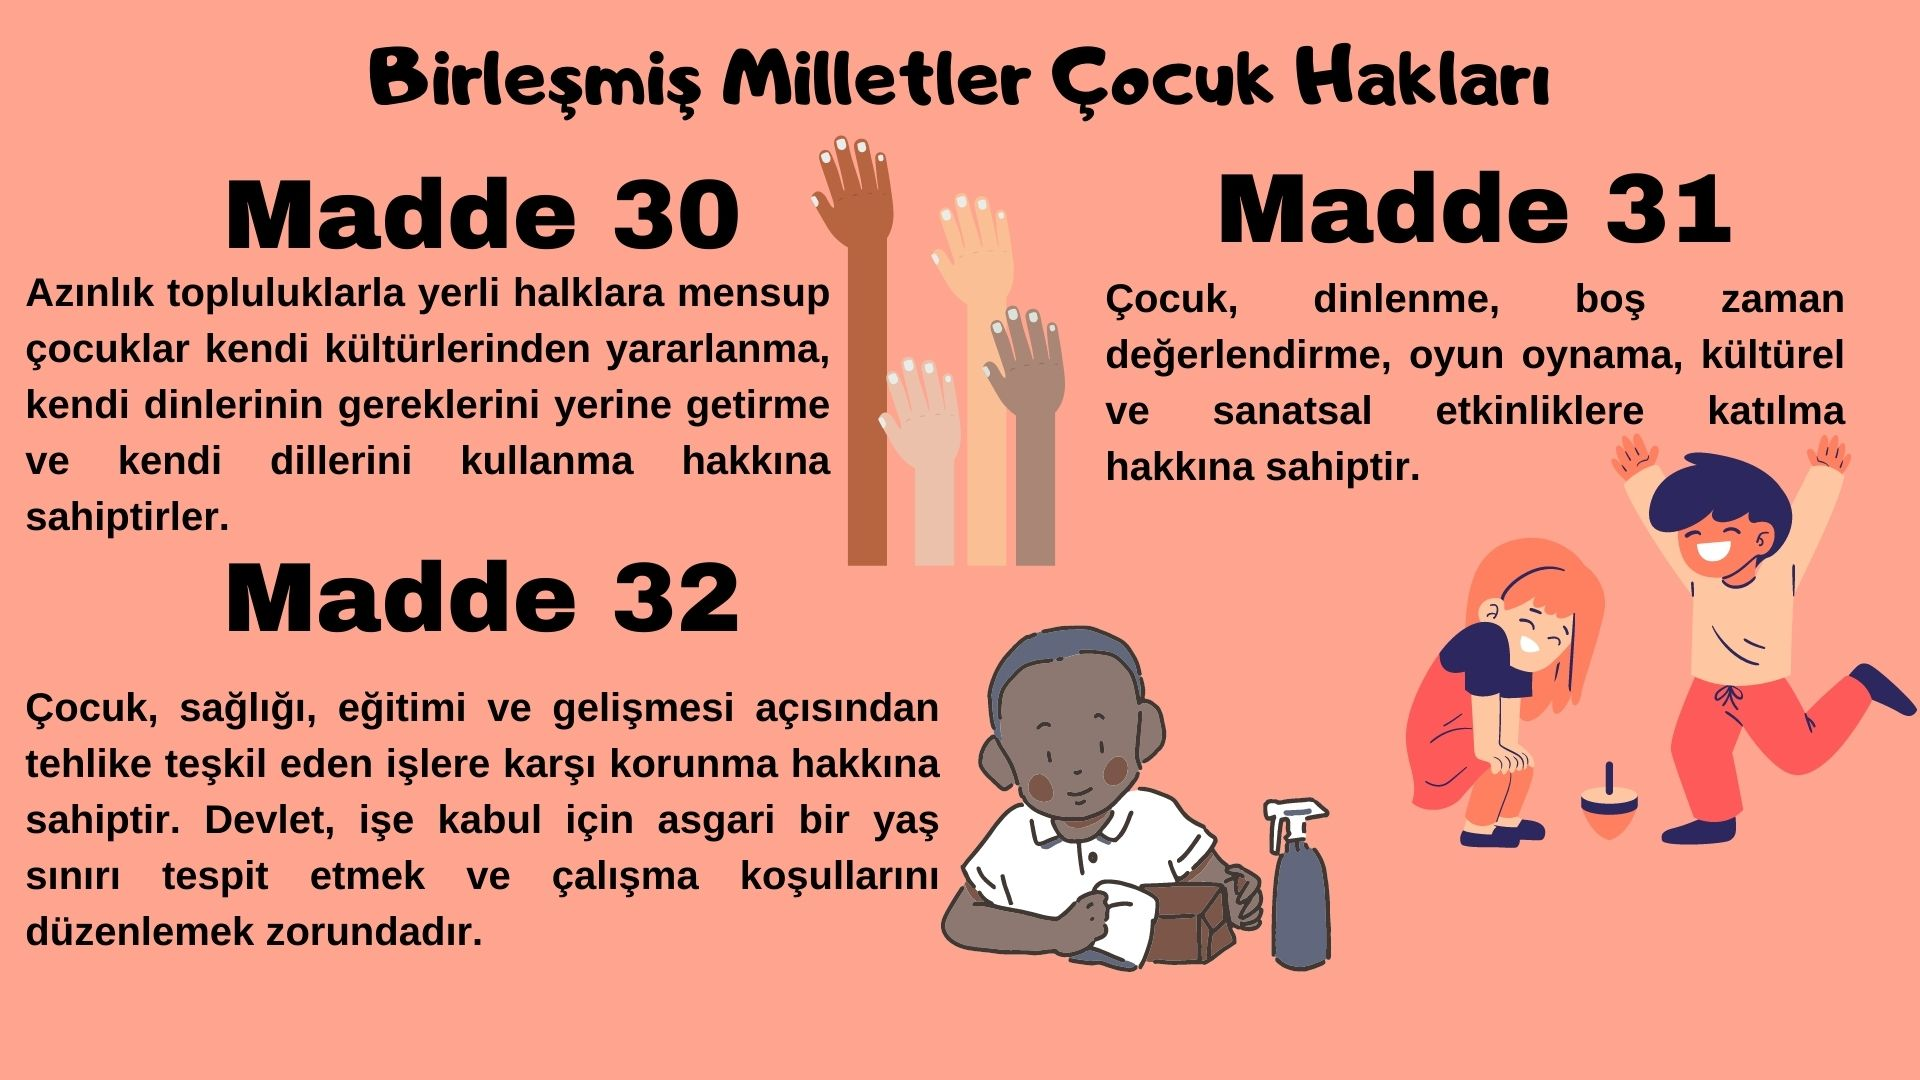 Birleşmiş Milletler Çocuk Hakları
Madde 30
Azınlık topluluklarla yerli halklara mensup
çocuklar kendi kültürlerinden yararlanma,
kendi dinlerinin gereklerini yerine getirme
ve kendi dillerini kullanma hakkına
sahiptirler.
Madde 31
Çocuk, dinlenme, boş zaman
değerlendirme, oyun oynama, kültürel
ve sanatsal etkinliklere katılma
hakkına sahiptir.
Madde 32
Çocuk, sağlığı, eğitimi ve gelişmesi açısından
tehlike teşkil eden işlere karşı korunma hakkına
sahiptir. Devlet, işe kabul için asgari bir yaş
sınırı tespit etmek ve çalışma koşullarını
düzenlemek zorundadır.